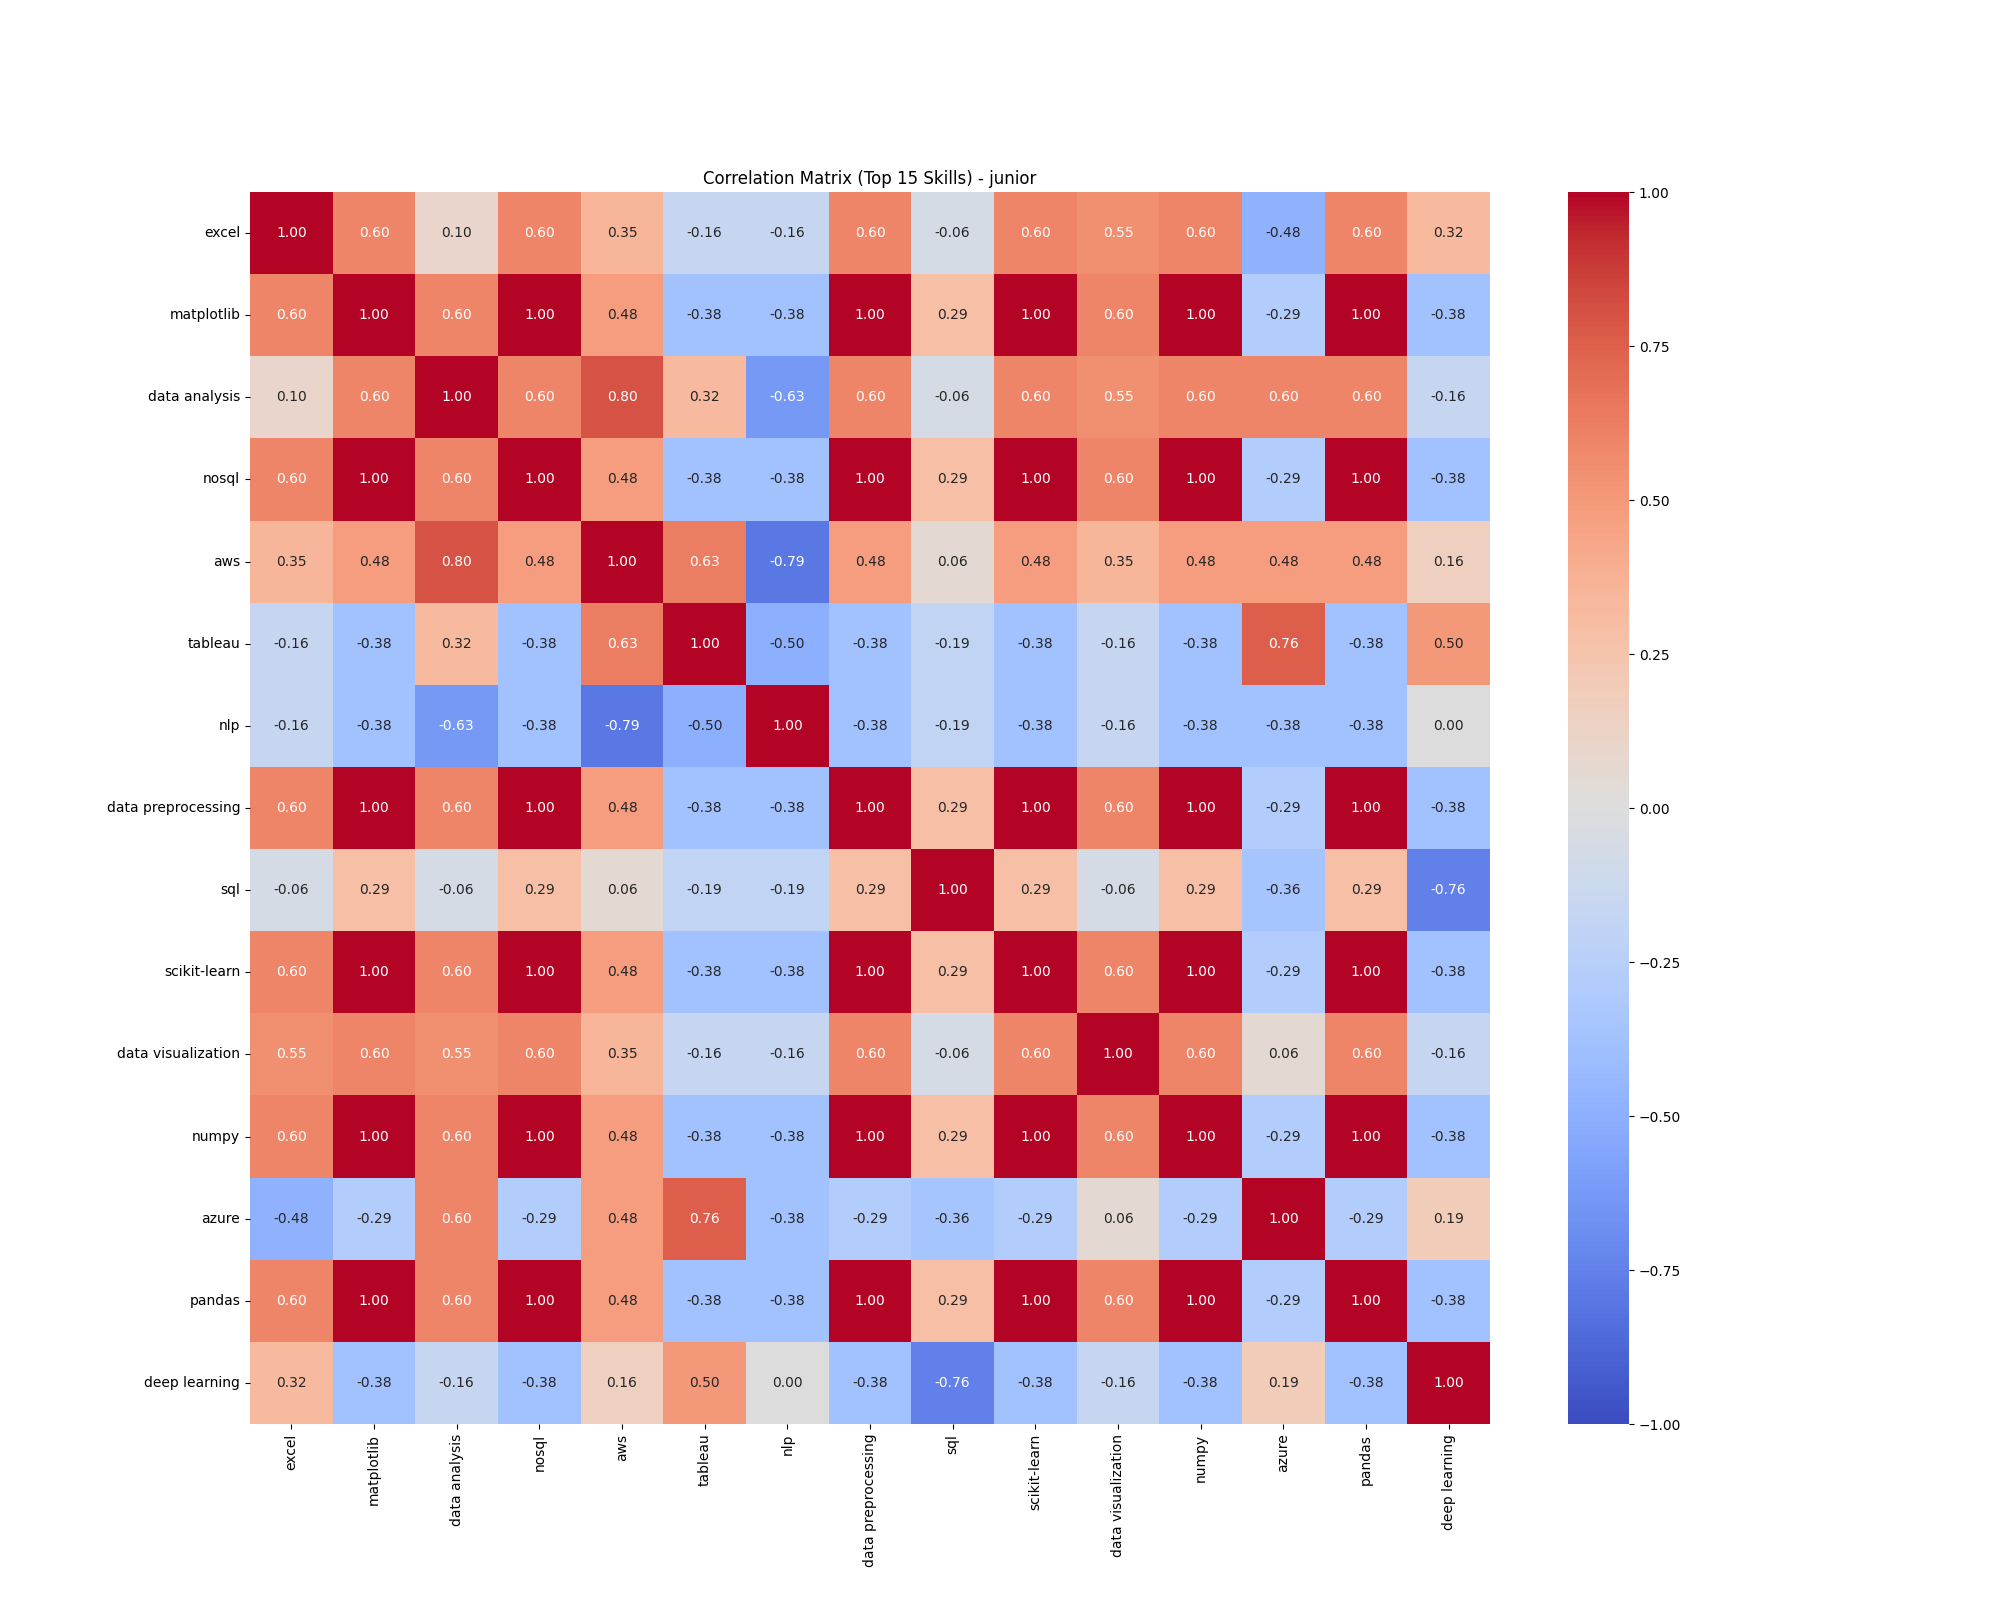 Correlation Matrix (Top 15 Skills) - junior
excel 1.00 0.60 0.10 0.60 0.35 -0.16 -0.16 0.60 -0.06 0.60 0.55 0.60 -0.48 0.60 0.32
matplotlib 0.60 1.00 0.60 1.00 0.48 -0.38 -0.38 1.00 0.29 1.00 0.60 1.00 -0.29 1.00 -0.38
data analysis 0.10 0.60 1.00 0.60 0.80 0.32 -0.63 0.60 -0.06 0.60 0.55 0.60 0.60 0.60 -0.16
nosql 0.60 1.00 0.60 1.00 0.48 -0.38 -0.38 1.00 0.29 1.00 0.60 1.00 -0.29 1.00 -0.38
aws 0.35 0.48 0.80 0.48 1.00 0.63 -0.79 0.48 0.06 0.48 0.35 0.48 0.48 0.48 0.16
tableau -0.16 -0.38 0.32 -0.38 0.63 1.00 -0.50 -0.38 -0.19 -0.38 -0.16 -0.38 0.76 -0.38 0.50
nlp -0.16 -0.38 -0.63 -0.38 -0.79 -0.50 1.00 -0.38 -0.19 -0.38 -0.16 -0.38 -0.38 -0.38 0.00
data preprocessing 0.60 1.00 0.60 1.00 0.48 -0.38 -0.38 1.00 0.29 1.00 0.60 1.00 -0.29 1.00 -0.38
sql -0.06 0.29 -0.06 0.29 0.06 -0.19 -0.19 0.29 1.00 0.29 -0.06 0.29 -0.36 0.29 -0.76
scikit-learn 0.60 1.00 0.60 1.00 0.48 -0.38 -0.38 1.00 0.29 1.00 0.60 1.00 -0.29 1.00 -0.38
data visualization 0.55 0.60 0.55 0.60 0.35 -0.16 -0.16 0.60 -0.06 0.60 1.00 0.60 0.06 0.60 -0.16
numpy 0.60 1.00 0.60 1.00 0.48 -0.38 -0.38 1.00 0.29 1.00 0.60 1.00 -0.29 1.00 -0.38
azure -0.48 -0.29 0.60 -0.29 0.48 0.76 -0.38 -0.29 -0.36 -0.29 0.06 -0.29 1.00 -0.29 0.19
pandas 0.60 1.00 0.60 1.00 0.48 -0.38 -0.38 1.00 0.29 1.00 0.60 1.00 -0.29 1.00 -0.38
deep learning 0.32 -0.38 -0.16 -0.38 0.16 0.50 0.00 -0.38 -0.76 -0.38 -0.16 -0.38 0.19 -0.38 1.00
excel
matplotlib
data analysis
nosql
aws
tableau
nlp
data preprocessing
sql
scikit-learn
data visualization
numpy
azure
pandas
deep learning
1.00
0.75
0.50
0.25
0.00
−0.25
−0.50
−0.75
−1.00